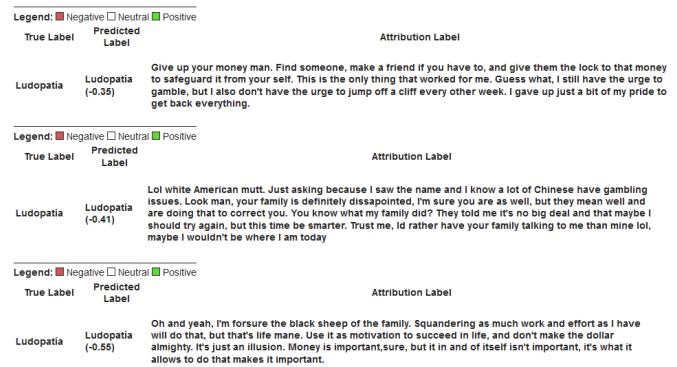 Legend: Negative Neutral Positive
True Label Predicted Label Attribution Label
Ludopatía Ludopatía (-0.35) Give up your money man. Find someone, make a friend if you have to, and give them the lock to that money
to safeguard it from your self. This is the only thing that worked for me. Guess what, I still have the urge to
gamble, but I also don't have the urge to jump off a cliff every other week. I gave up just a bit of my pride to
get back everything.
Legend: Negative Neutral Positive
True Label Predicted Label Attribution Label
Ludopatía Ludopatía (-0.41) Lol white American mutt. Just asking because I saw the name and I know a lot of Chinese have gambling
issues. Look man, your family is definitely dissapointed, I'm sure you are as well, but they mean well and
are doing that to correct you. You know what my family did? They told me it's no big deal and that maybe I
should try again, but this time be smarter. Trust me, Id rather have your family talking to me than mine lol,
maybe I wouldn't be where I am today
Legend: Negative Neutral Positive
True Label Predicted Label Attribution Label
Ludopatía Ludopatía (-0.55) Oh and yeah, I'm forsure the black sheep of the family. Squandering as much work and effort as I have
will do that, but that's life mane. Use it as motivation to succeed in life, and don't make the dollar
almighty. It's just an illusion. Money is important,sure, but it in and of itself isn't important, it's what it
allows to do that makes it important.